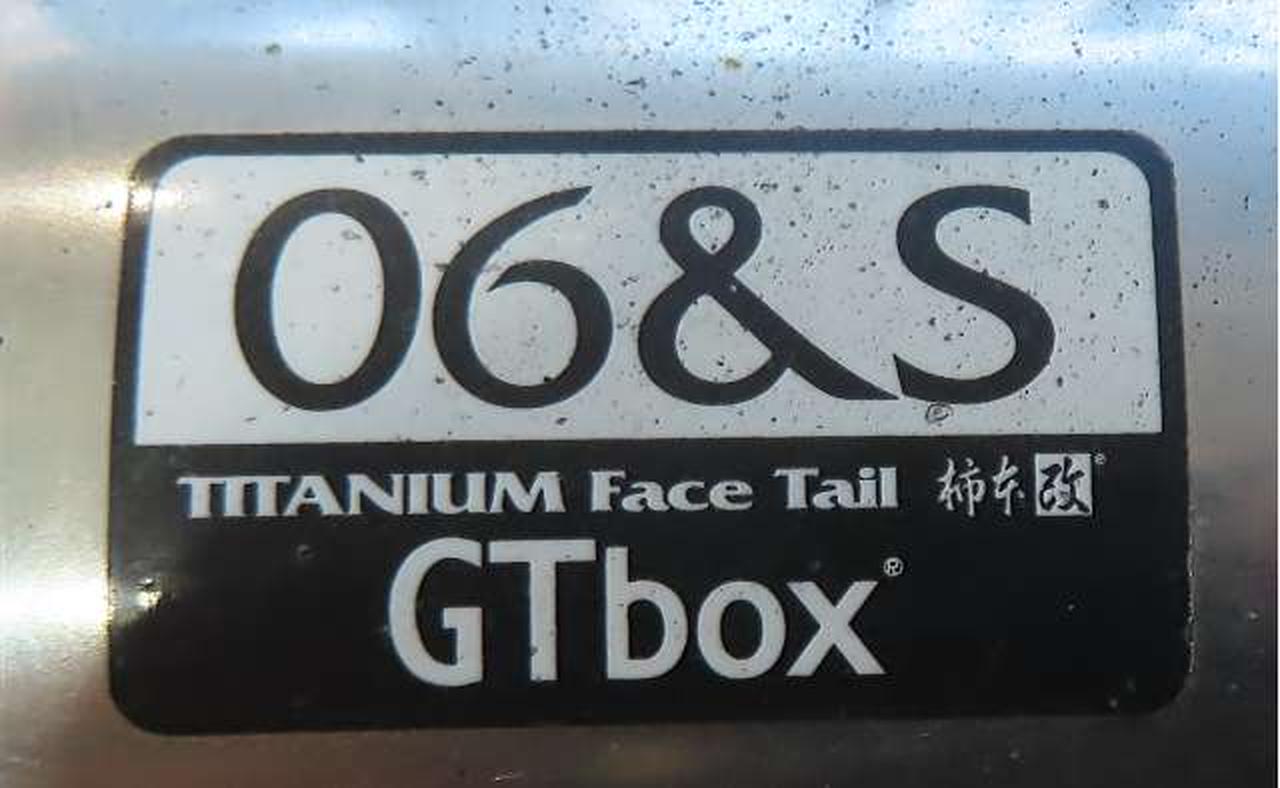 06&S
TITANIUM Face Tail 柿本改®
GTbox®